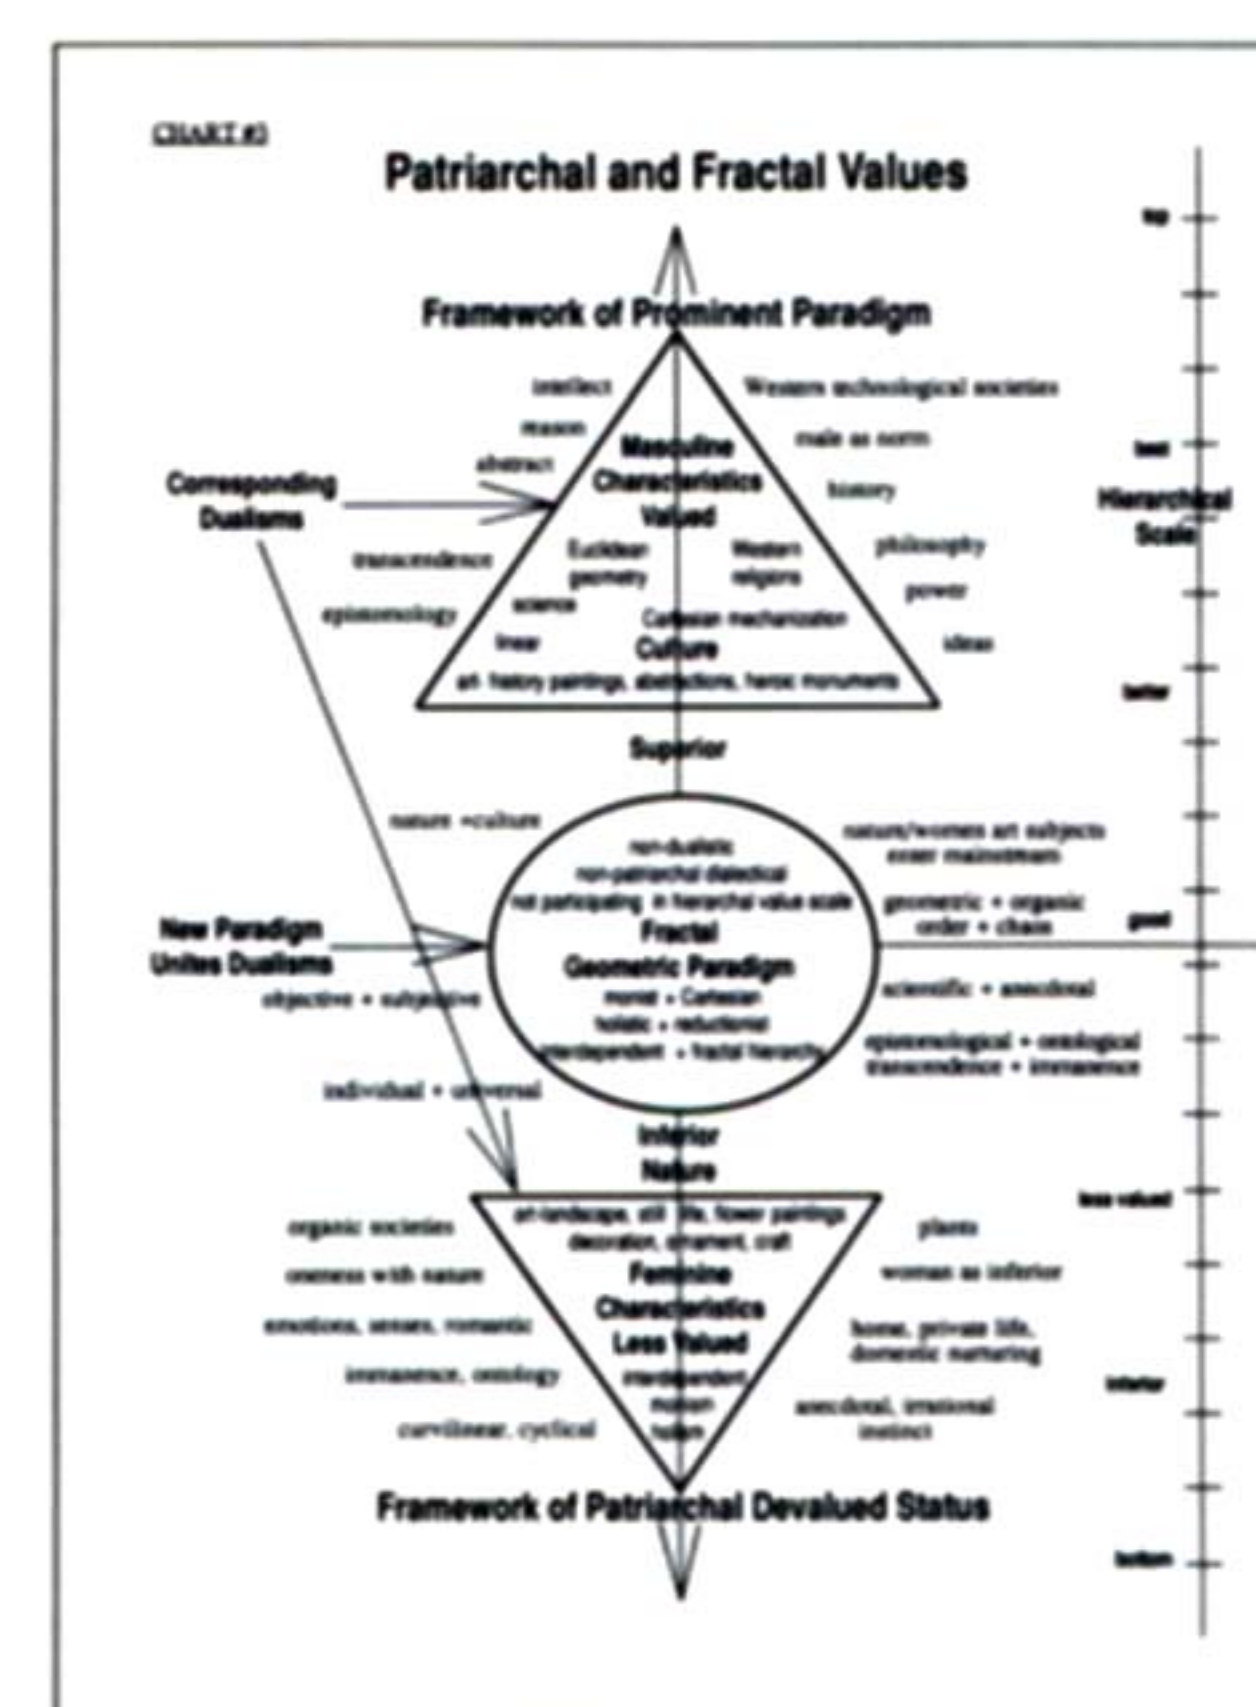 CHART #3
Patriarchal and Fractal Values
top
Framework of Prominent Paradigm
intellect
Western technological societies
reason
male as norm
Masculine
best
abstract
Characteristics
Corresponding
Dualisms
history
Hierarchical
Scale
Valued
Euclidean
geometry
Western
religions
philosophy
transcendence
power
science
epistemology
Cartesian mechanization
linear
Culture
ideas
art- history paintings, abstractions, heroic monuments
better
Superior
nature +culture
nature/women art subjects
enter mainstream
non-dualistic
non-patriarchal dialectical
not participating in hierarchal value scale
geometric + organic
order + chaos
good
New Paradigm
Unites Dualisms
Fractal
Geometric Paradigm
monist + Cartesian
holistic + reductionist
interdependent + fractal hierarchy
objective + subjective
scientific + anecdotal
epistemological + ontological
transcendence + immanence
individual + universal
Inferior
Nature
less valued
art-landscape, still life, flower paintings
decoration, ornament, craft
organic societies
plants
oneness with nature
woman as inferior
Feminine
Characteristics
Less Valued
emotions, senses, romantic
home, private life,
domestic nurturing
interdependent
monism
holism
immanence, ontology
inferior
anecdotal, irrational
instinct
curvilinear, cyclical
Framework of Patriarchal Devalued Status
bottom